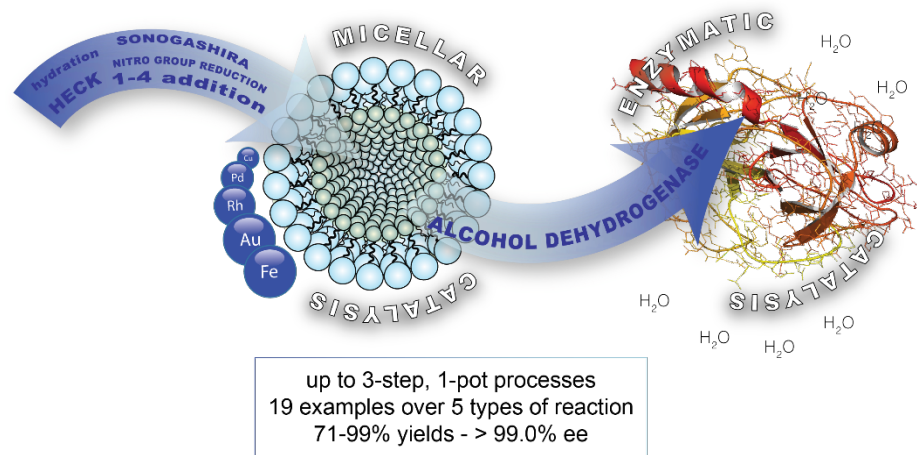 hydration SONOGASHIRA
HECK NITRO GROUP REDUCTION
1-4 addition
MICELLAR
CATALYSIS
Cu
Pd
Rh
Au
Fe
ALCOHOL DEHYDROGENASE
ENZYMATIC
CATALYSIS
H₂O
H₂O
H₂O
H₂O
H₂O
H₂O
H₂O
up to 3-step, 1-pot processes
19 examples over 5 types of reaction
71-99% yields - > 99.0% ee